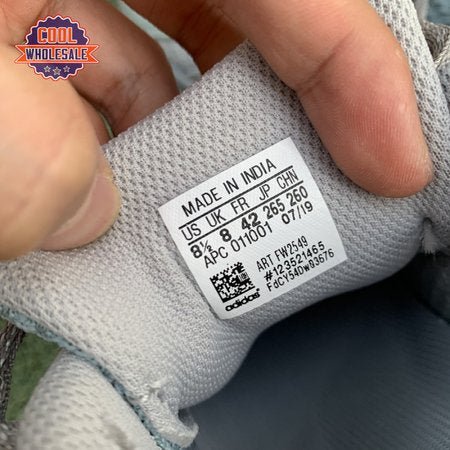 COOL
WHOLESALE
MADE IN INDIA
US UK FR JP CHN
8½ 8 42 265 260
APC 011001 07/19
ART FW2549
#123521465
FdCY54DW83676
adidas